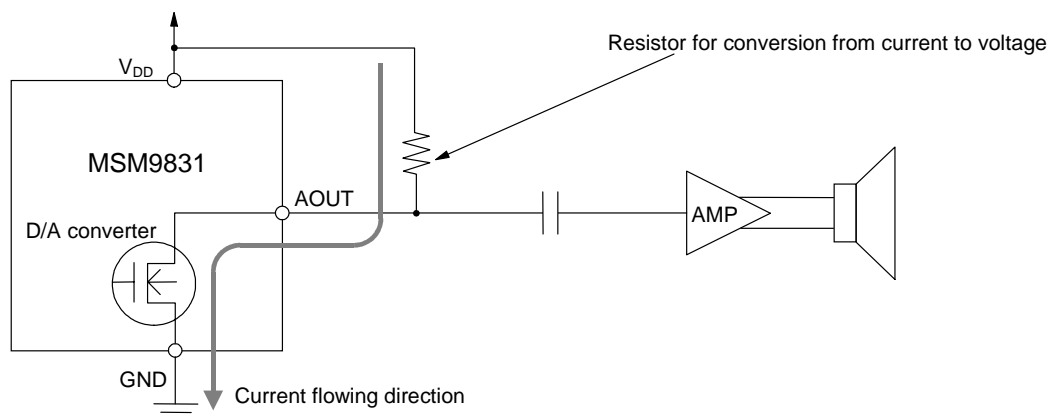 Resistor for conversion from current to voltage
VDD
MSM9831
AOUT
D/A converter
AMP
GND
Current flowing direction